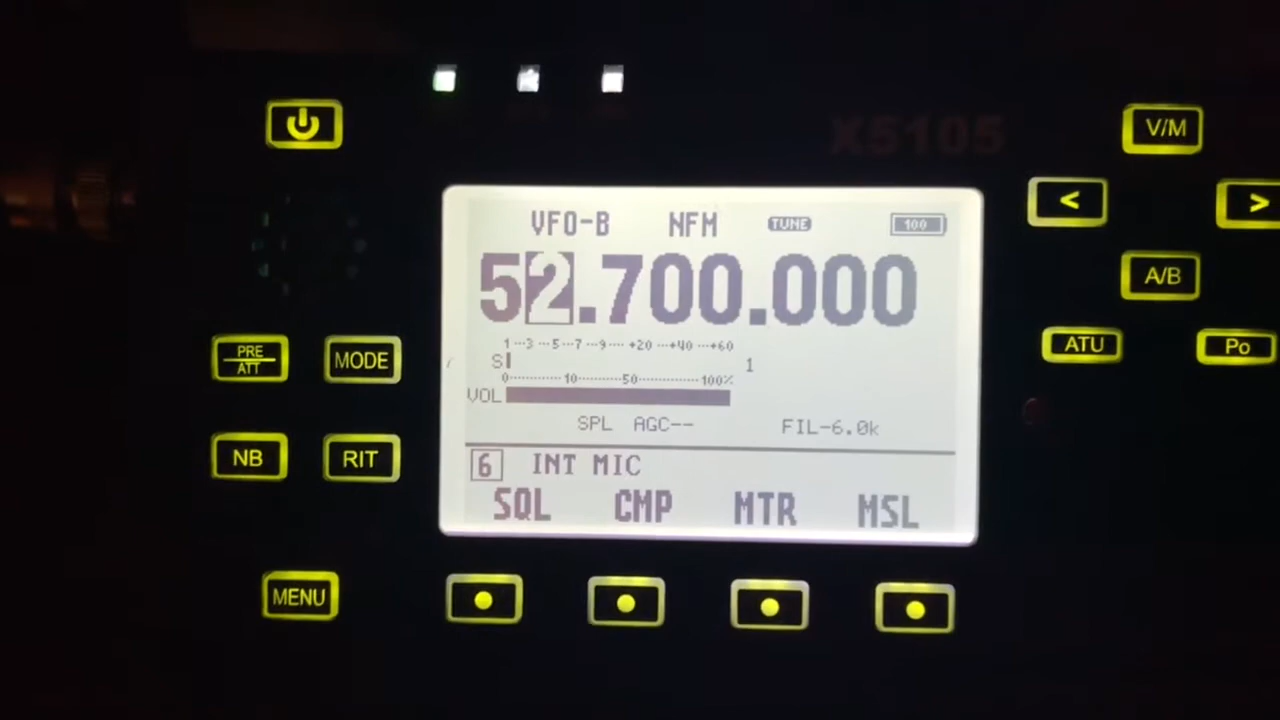 X5105
V/M
VFO-B NFM TUNE 100
< >
52.700.000
A/B
1···3···5··7··9····+20···+40···+60
S 1
PRE
ATT
MODE
ATU
Po
0··········10··········50·············100%
VOL
SPL AGC-- FIL-6.0k
NB
RIT
6 INT MIC
SQL CMP MTR MSL
MENU